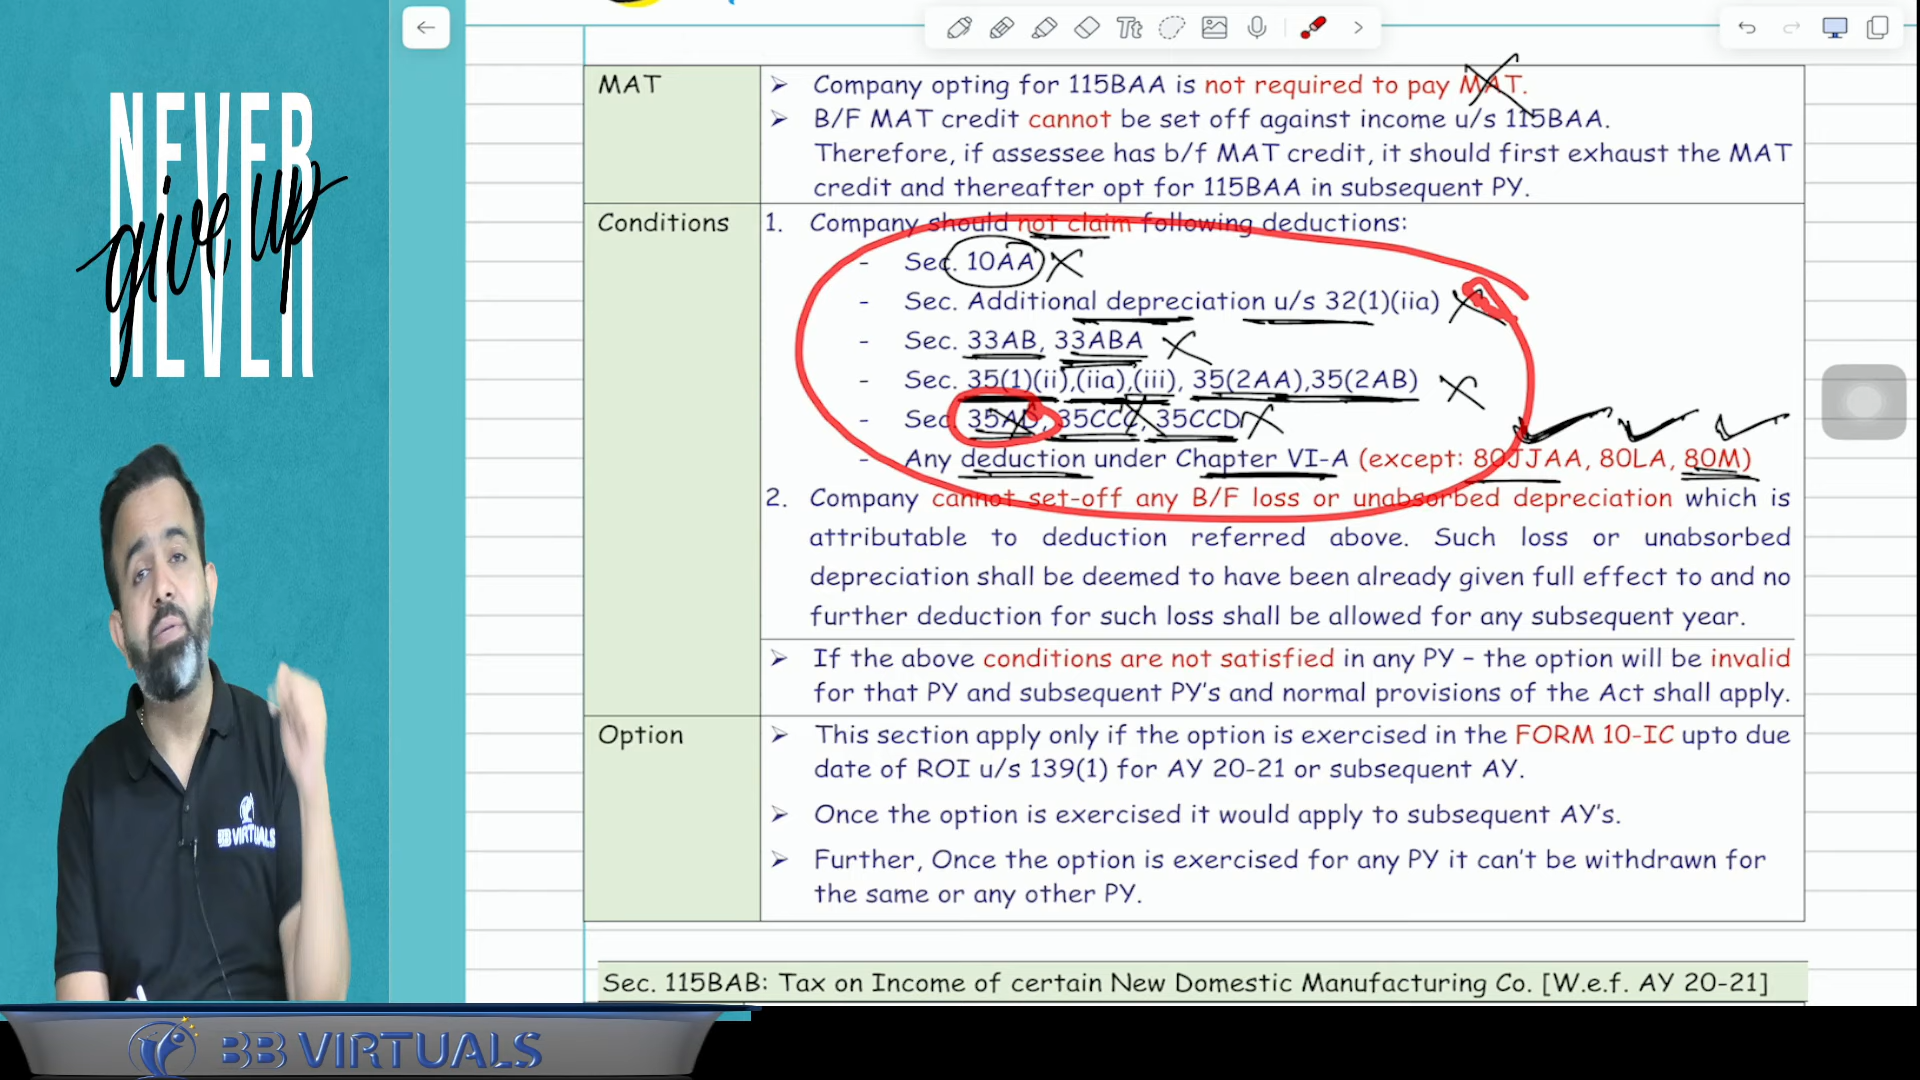 NEVER
give up
NEVER
MAT
➢ Company opting for 115BAA is not required to pay MAT.
➢ B/F MAT credit cannot be set off against income u/s 115BAA.
Therefore, if assessee has b/f MAT credit, it should first exhaust the MAT
credit and thereafter opt for 115BAA in subsequent PY.
Conditions
1. Company should not claim following deductions:
- Sec. 10AA
- Sec. Additional depreciation u/s 32(1)(iia)
- Sec. 33AB, 33ABA
- Sec. 35(1)(ii),(iia),(iii), 35(2AA),35(2AB)
- Sec. 35AD, 35CCC, 35CCD
- Any deduction under Chapter VI-A (except: 80JJAA, 80LA, 80M)
2. Company cannot set-off any B/F loss or unabsorbed depreciation which is
attributable to deduction referred above. Such loss or unabsorbed
depreciation shall be deemed to have been already given full effect to and no
further deduction for such loss shall be allowed for any subsequent year.
➢ If the above conditions are not satisfied in any PY – the option will be invalid
for that PY and subsequent PY's and normal provisions of the Act shall apply.
Option
➢ This section apply only if the option is exercised in the FORM 10-IC upto due
date of ROI u/s 139(1) for AY 20-21 or subsequent AY.
➢ Once the option is exercised it would apply to subsequent AY's.
➢ Further, Once the option is exercised for any PY it can't be withdrawn for
the same or any other PY.
Sec. 115BAB: Tax on Income of certain New Domestic Manufacturing Co. [W.e.f. AY 20-21]
BB VIRTUALS
BB VIRTUALS
Tt